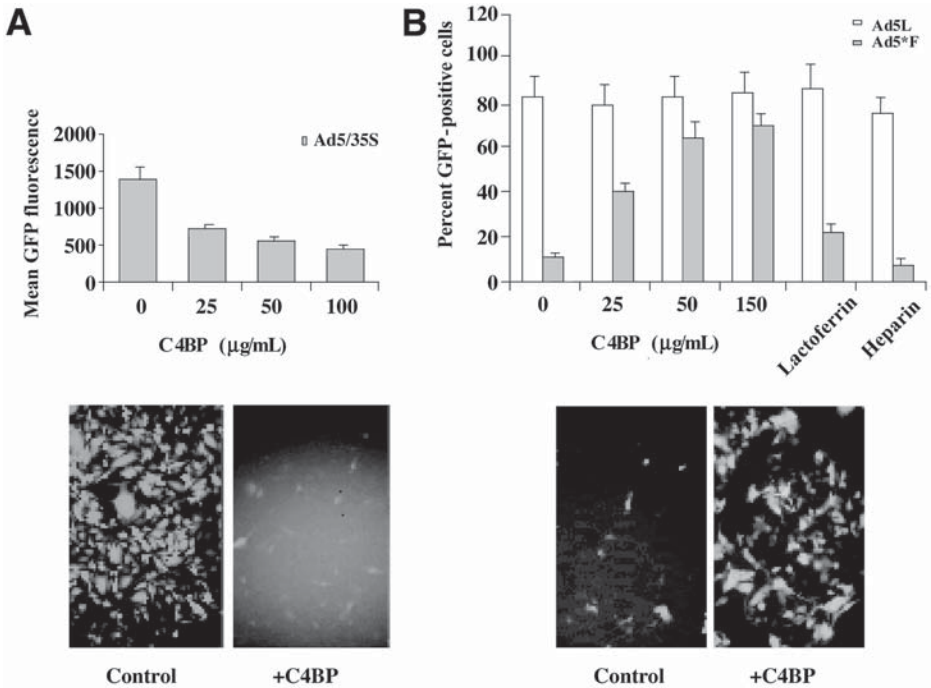 A
Mean GFP fluorescence
2000
1500
1000
500
0
Ad5/35S
0 25 50 100
C4BP (µg/mL)
B
Percent GFP-positive cells
120
100
80
60
40
20
0
Ad5L
Ad5*F
0 25 50 150 Lactoferrin Heparin
C4BP (µg/mL)
Control +C4BP
Control +C4BP